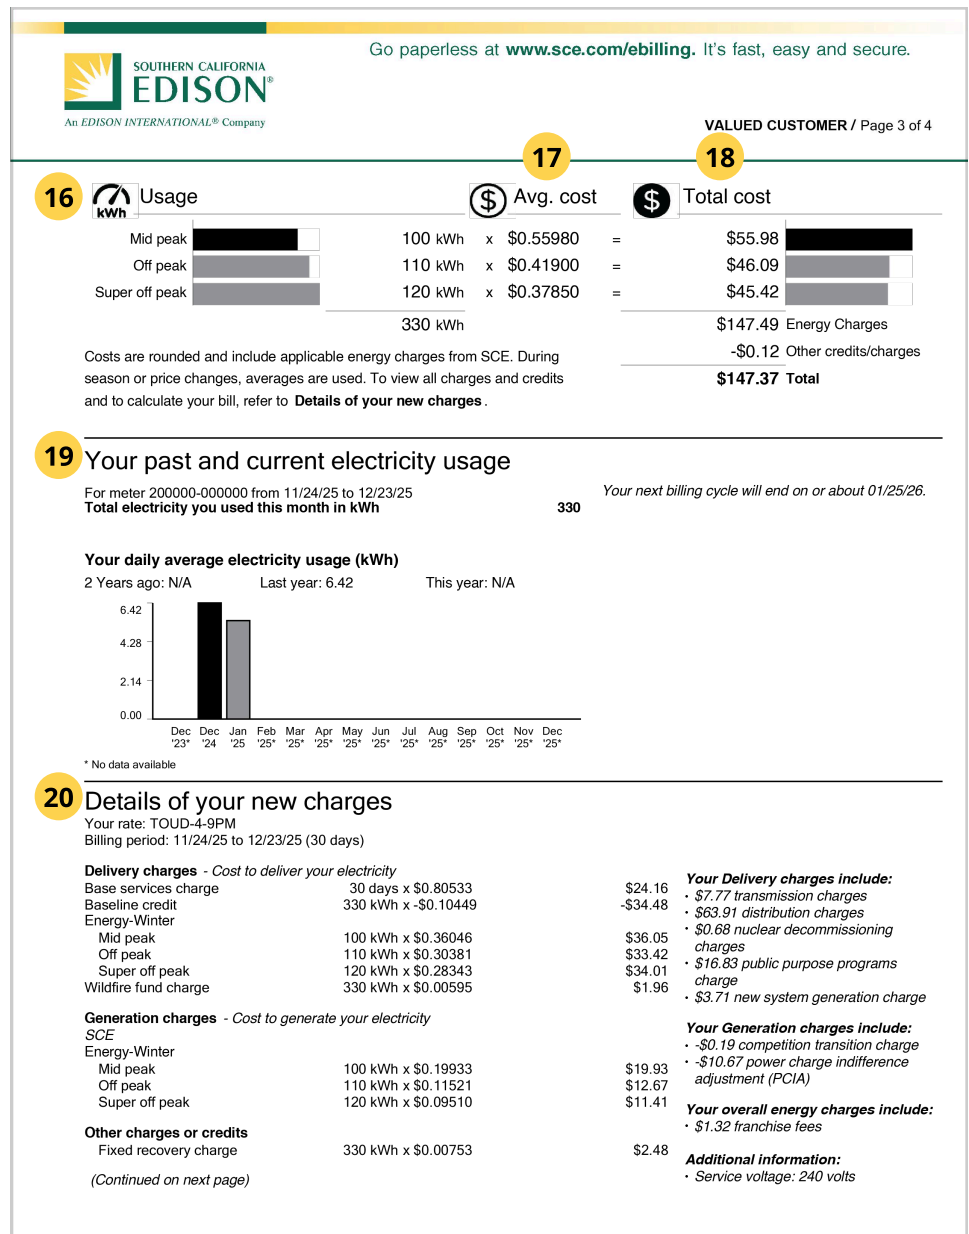 Go paperless at www.sce.com/ebilling. It's fast, easy and secure.
SOUTHERN CALIFORNIA
EDISON®
An EDISON INTERNATIONAL® Company
VALUED CUSTOMER / Page 3 of 4
16 kWh Usage 17 $ Avg. cost 18 $ Total cost
Mid peak 100 kWh x $0.55980 = $55.98
Off peak 110 kWh x $0.41900 = $46.09
Super off peak 120 kWh x $0.37850 = $45.42
330 kWh $147.49 Energy Charges
-$0.12 Other credits/charges
$147.37 Total
Costs are rounded and include applicable energy charges from SCE. During
season or price changes, averages are used. To view all charges and credits
and to calculate your bill, refer to Details of your new charges .
19 Your past and current electricity usage
For meter 200000-000000 from 11/24/25 to 12/23/25
Your next billing cycle will end on or about 01/25/26.
Total electricity you used this month in kWh 330
Your daily average electricity usage (kWh)
2 Years ago: N/A Last year: 6.42 This year: N/A
6.42
4.28
2.14
0.00
Dec Dec Jan Feb Mar Apr May Jun Jul Aug Sep Oct Nov Dec
'23* '24 '25 '25* '25* '25* '25* '25* '25* '25* '25* '25* '25* '25*
* No data available
20 Details of your new charges
Your rate: TOUD-4-9PM
Billing period: 11/24/25 to 12/23/25 (30 days)
Delivery charges - Cost to deliver your electricity
Base services charge 30 days x $0.80533 $24.16
Baseline credit 330 kWh x -$0.10449 -$34.48
Energy-Winter
Mid peak 100 kWh x $0.36046 $36.05
Off peak 110 kWh x $0.30381 $33.42
Super off peak 120 kWh x $0.28343 $34.01
Wildfire fund charge 330 kWh x $0.00595 $1.96
Generation charges - Cost to generate your electricity
SCE
Energy-Winter
Mid peak 100 kWh x $0.19933 $19.93
Off peak 110 kWh x $0.11521 $12.67
Super off peak 120 kWh x $0.09510 $11.41
Other charges or credits
Fixed recovery charge 330 kWh x $0.00753 $2.48
(Continued on next page)
Your Delivery charges include:
• $7.77 transmission charges
• $63.91 distribution charges
• $0.68 nuclear decommissioning
charges
• $16.83 public purpose programs
charge
• $3.71 new system generation charge
Your Generation charges include:
• -$0.19 competition transition charge
• -$10.67 power charge indifference
adjustment (PCIA)
Your overall energy charges include:
• $1.32 franchise fees
Additional information:
• Service voltage: 240 volts